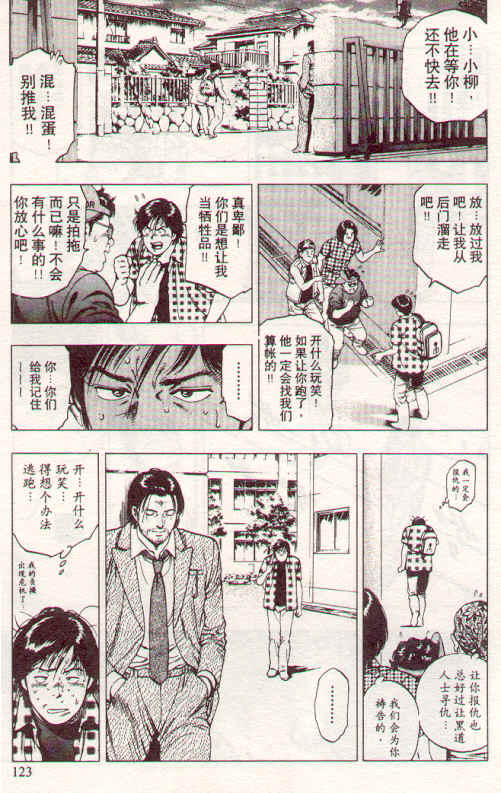 小…小柳，
他在等你！
还不快去！！
混…混蛋！
别推我！！
放…放过我
吧！让我从
后门溜走
吧！！
开什么玩笑！
如果让你跑了，
他一定会找我们
算帐的！！
真卑鄙！
你们是想让我
当牺牲品！！
只是拍拖
而已嘛！不会
有什么事的！！
你放心吧！
………
你…你们
给我记住
———
我一定会
报仇的…
让你报仇也
总好过让黑道
人士寻仇…
我们会为你
祷告的．
………
开…开什么
玩笑…
得想个办法
逃跑…
我的贞操
出现危机了…
123